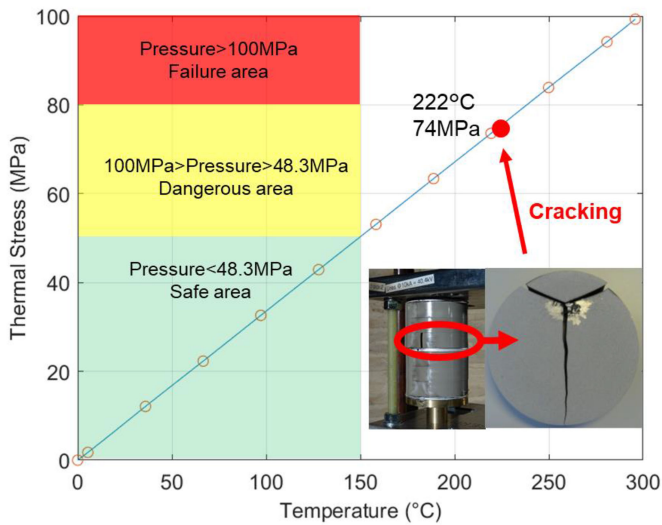 100
80
60
40
20
0
Thermal Stress (MPa)
Pressure>100MPa
Failure area
100MPa>Pressure>48.3MPa
Dangerous area
Pressure<48.3MPa
Safe area
222°C
74MPa
Cracking
0
50
100
150
200
250
300
Temperature (°C)